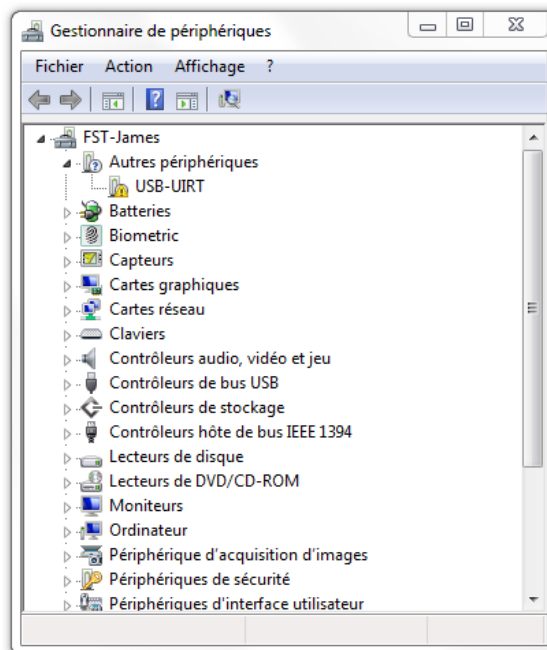 Gestionnaire de périphériques
Fichier Action Affichage ?
FST-James
Autres périphériques
USB-UIRT
Batteries
Biometric
Capteurs
Cartes graphiques
Cartes réseau
Claviers
Contrôleurs audio, vidéo et jeu
Contrôleurs de bus USB
Contrôleurs de stockage
Contrôleurs hôte de bus IEEE 1394
Lecteurs de disque
Lecteurs de DVD/CD-ROM
Moniteurs
Ordinateur
Périphérique d'acquisition d'images
Périphériques de sécurité
Périphériques d'interface utilisateur